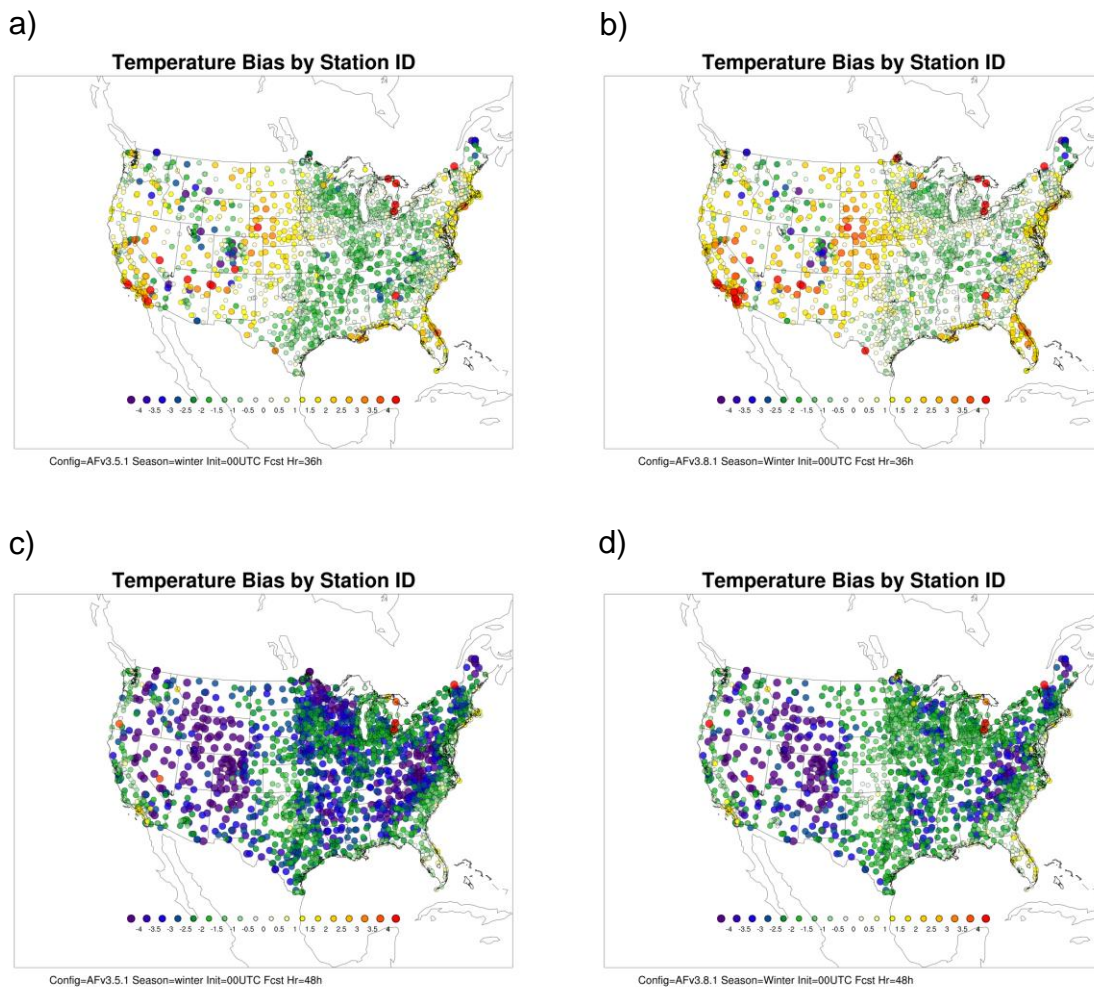 a)
b)
Temperature Bias by Station ID
Temperature Bias by Station ID
-4 -3.5 -3 -2.5 -2 -1.5 -1 -0.5 0 0.5 1 1.5 2 2.5 3 3.5 4
-4 -3.5 -3 -2.5 -2 -1.5 -1 -0.5 0 0.5 1 1.5 2 2.5 3 3.5 4
Config=AFv3.5.1 Season=winter Init=00UTC Fcst Hr=36h
Config=AFv3.8.1 Season=Winter Init=00UTC Fcst Hr=36h
c)
d)
Temperature Bias by Station ID
Temperature Bias by Station ID
-4 -3.5 -3 -2.5 -2 -1.5 -1 -0.5 0 0.5 1 1.5 2 2.5 3 3.5 4
-4 -3.5 -3 -2.5 -2 -1.5 -1 -0.5 0 0.5 1 1.5 2 2.5 3 3.5 4
Config=AFv3.5.1 Season=winter Init=00UTC Fcst Hr=48h
Config=AFv3.8.1 Season=Winter Init=00UTC Fcst Hr=48h